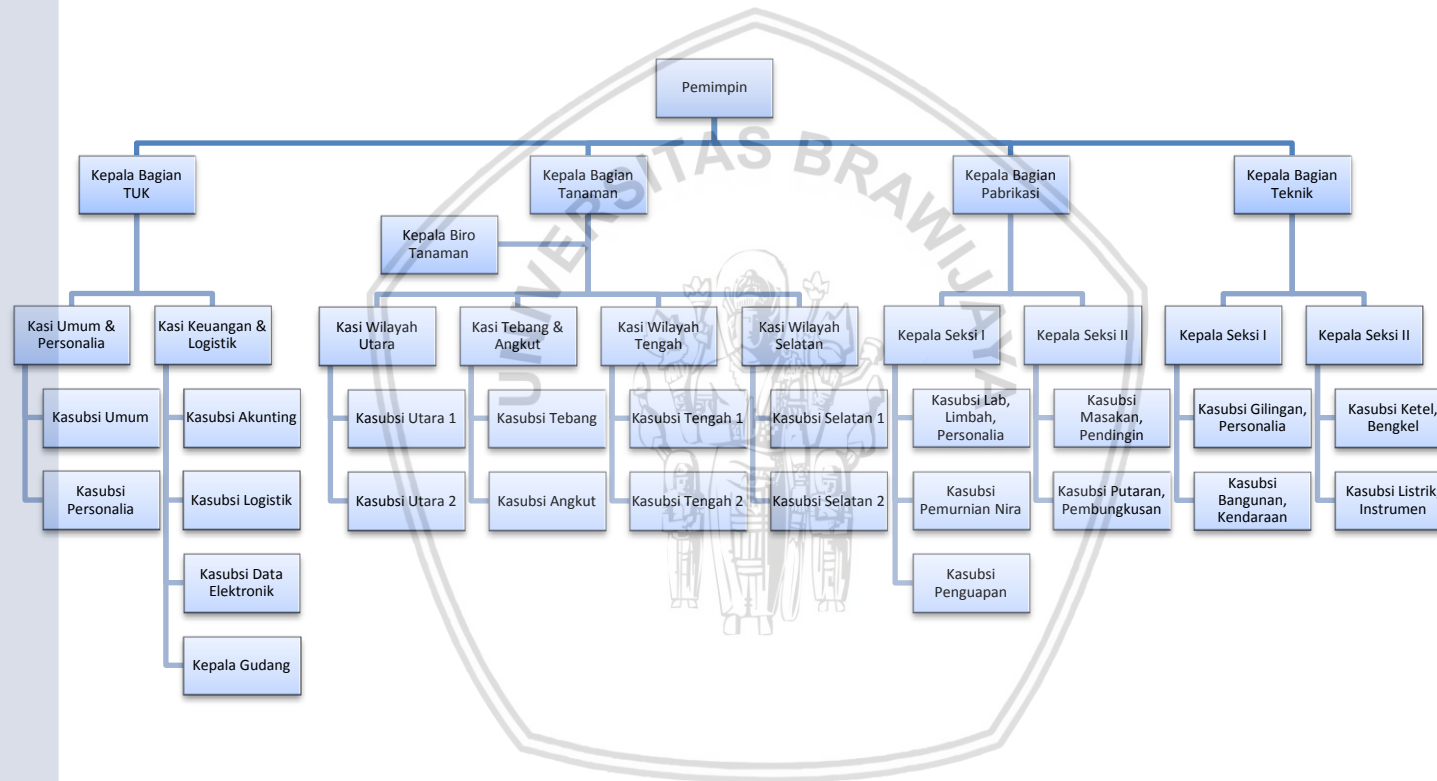 Pemimpin
UNIVERSITAS BRAWIJAYA
Kepala Bagian
TUK
Kepala Bagian
Tanaman
Kepala Bagian
Pabrikasi
Kepala Bagian
Teknik
Kepala Biro
Tanaman
Kasi Umum &
Personalia
Kasi Keuangan &
Logistik
Kasi Wilayah
Utara
Kasi Tebang &
Angkut
Kasi Wilayah
Tengah
Kasi Wilayah
Selatan
Kepala Seksi I
Kepala Seksi II
Kepala Seksi I
Kepala Seksi II
Kasubsi Umum
Kasubsi Akunting
Kasubsi Utara 1
Kasubsi Tebang
Kasubsi Tengah 1
Kasubsi Selatan 1
Kasubsi Lab,
Limbah,
Personalia
Kasubsi
Masakan,
Pendingin
Kasubsi Gilingan,
Personalia
Kasubsi Ketel,
Bengkel
Kasubsi
Personalia
Kasubsi Logistik
Kasubsi Utara 2
Kasubsi Angkut
Kasubsi Tengah 2
Kasubsi Selatan 2
Kasubsi
Pemurnian Nira
Kasubsi Putaran,
Pembungkusan
Kasubsi
Bangunan,
Kendaraan
Kasubsi Listrik
Instrumen
Kasubsi Data
Elektronik
Kasubsi
Penguapan
Kepala Gudang